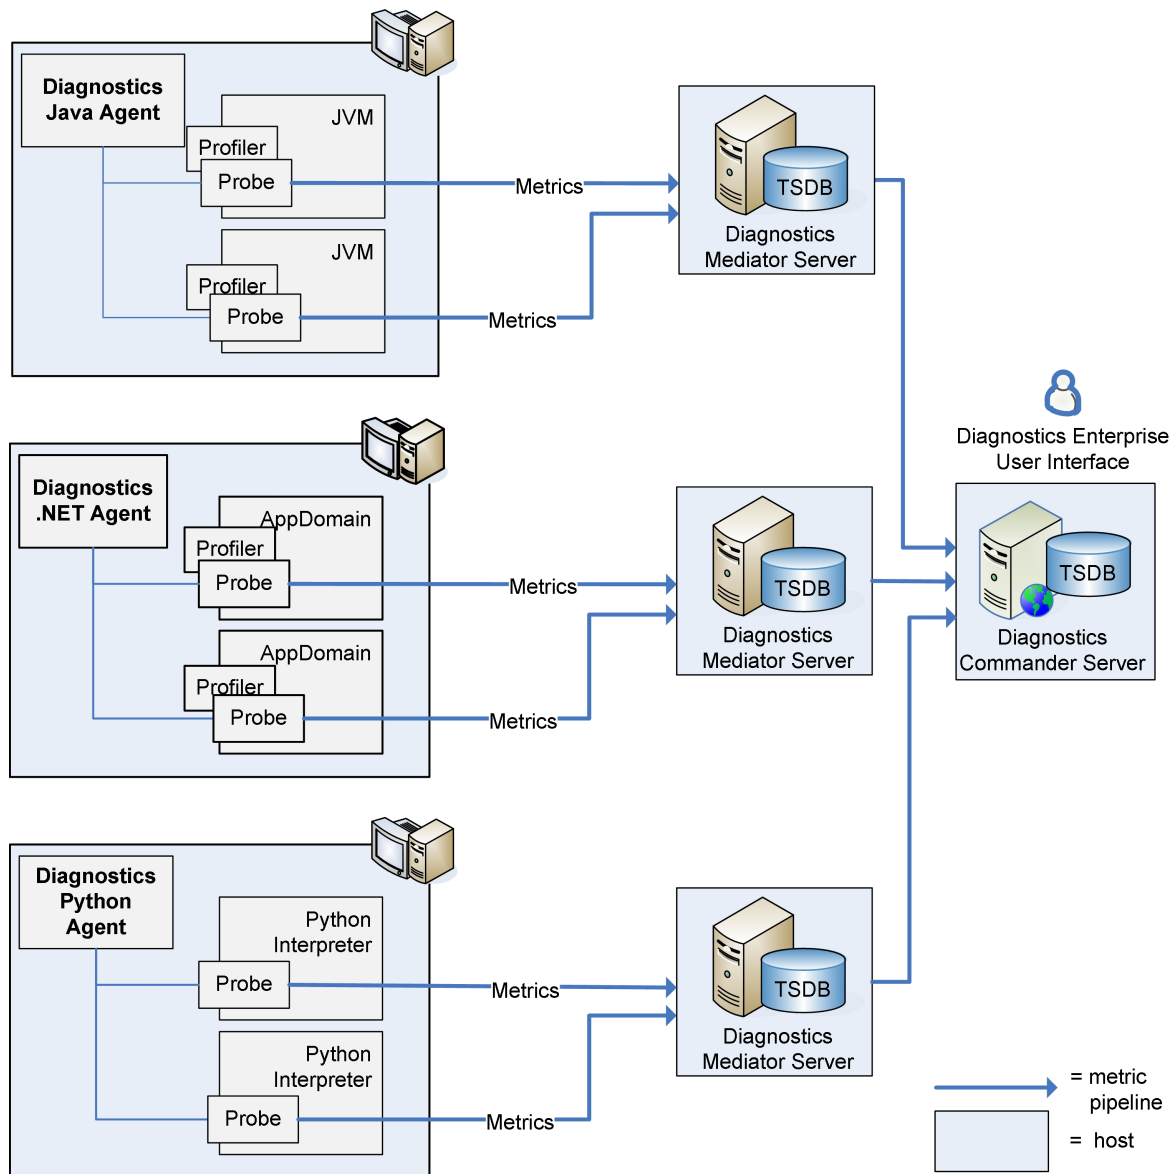 Diagnostics
Java Agent
JVM
Profiler
Probe
Metrics
JVM
Profiler
Probe
Metrics
TSDB
Diagnostics
Mediator Server
Diagnostics
.NET Agent
AppDomain
Profiler
Probe
Metrics
AppDomain
Profiler
Probe
Metrics
TSDB
Diagnostics
Mediator Server
Diagnostics Enterprise
User Interface
TSDB
Diagnostics
Commander Server
Diagnostics
Python
Agent
Python
Interpreter
Probe
Metrics
Python
Interpreter
Probe
Metrics
TSDB
Diagnostics
Mediator Server
= metric
pipeline
= host